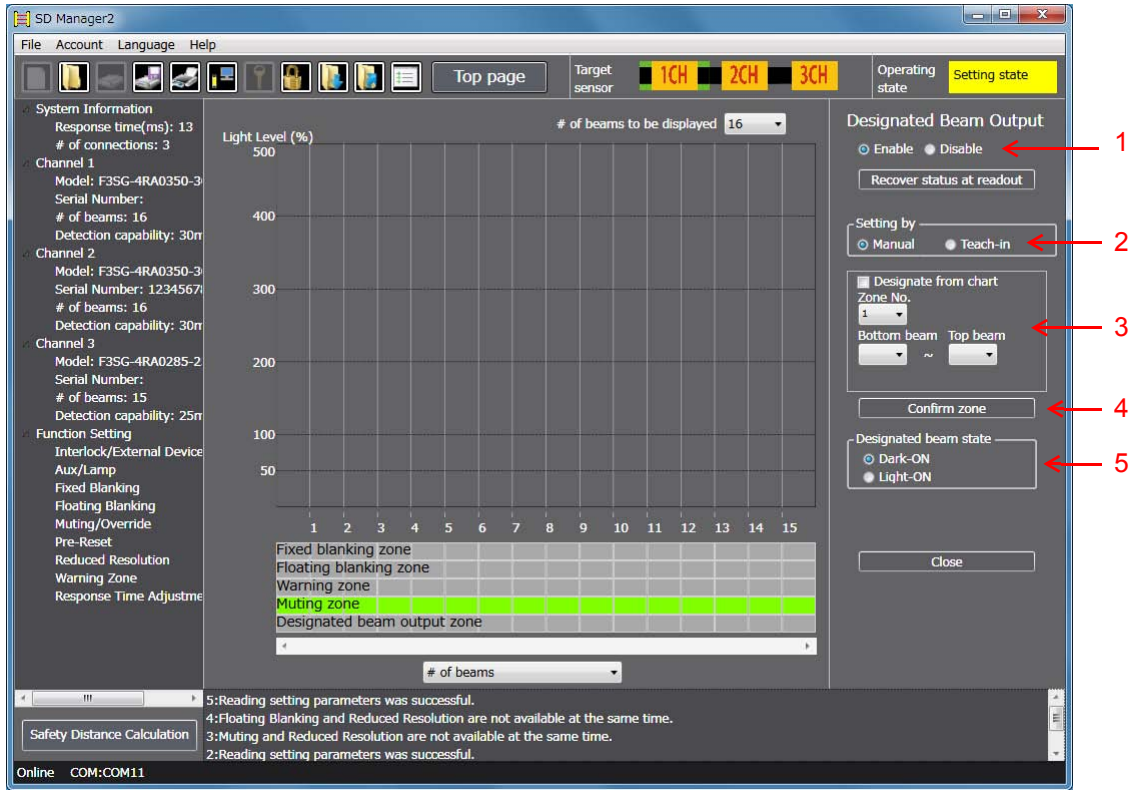 SD Manager2
File Account Language Help
Top page
Target sensor
1CH 2CH 3CH
Operating state
Setting state
System Information
Response time(ms): 13
# of connections: 3
Channel 1
Model: F3SG-4RA0350-3
Serial Number:
# of beams: 16
Detection capability: 30m
Channel 2
Model: F3SG-4RA0350-3
Serial Number: 1234567
# of beams: 16
Detection capability: 30m
Channel 3
Model: F3SG-4RA0285-2
Serial Number:
# of beams: 15
Detection capability: 25m
Function Setting
Interlock/External Device
Aux/Lamp
Fixed Blanking
Floating Blanking
Muting/Override
Pre-Reset
Reduced Resolution
Warning Zone
Response Time Adjustme
Safety Distance Calculation
# of beams to be displayed 16
Light Level (%)
500
400
300
200
100
50
1 2 3 4 5 6 7 8 9 10 11 12 13 14 15
Fixed blanking zone
Floating blanking zone
Warning zone
Muting zone
Designated beam output zone
# of beams
Designated Beam Output
Enable Disable
1
Recover status at readout
Setting by
Manual Teach-in
2
Designate from chart
Zone No.
1
3
Bottom beam Top beam
~
Confirm zone
4
Designated beam state
Dark-ON
5
Light-ON
Close
5:Reading setting parameters was successful.
4:Floating Blanking and Reduced Resolution are not available at the same time.
3:Muting and Reduced Resolution are not available at the same time.
2:Reading setting parameters was successful.
Online COM:COM11